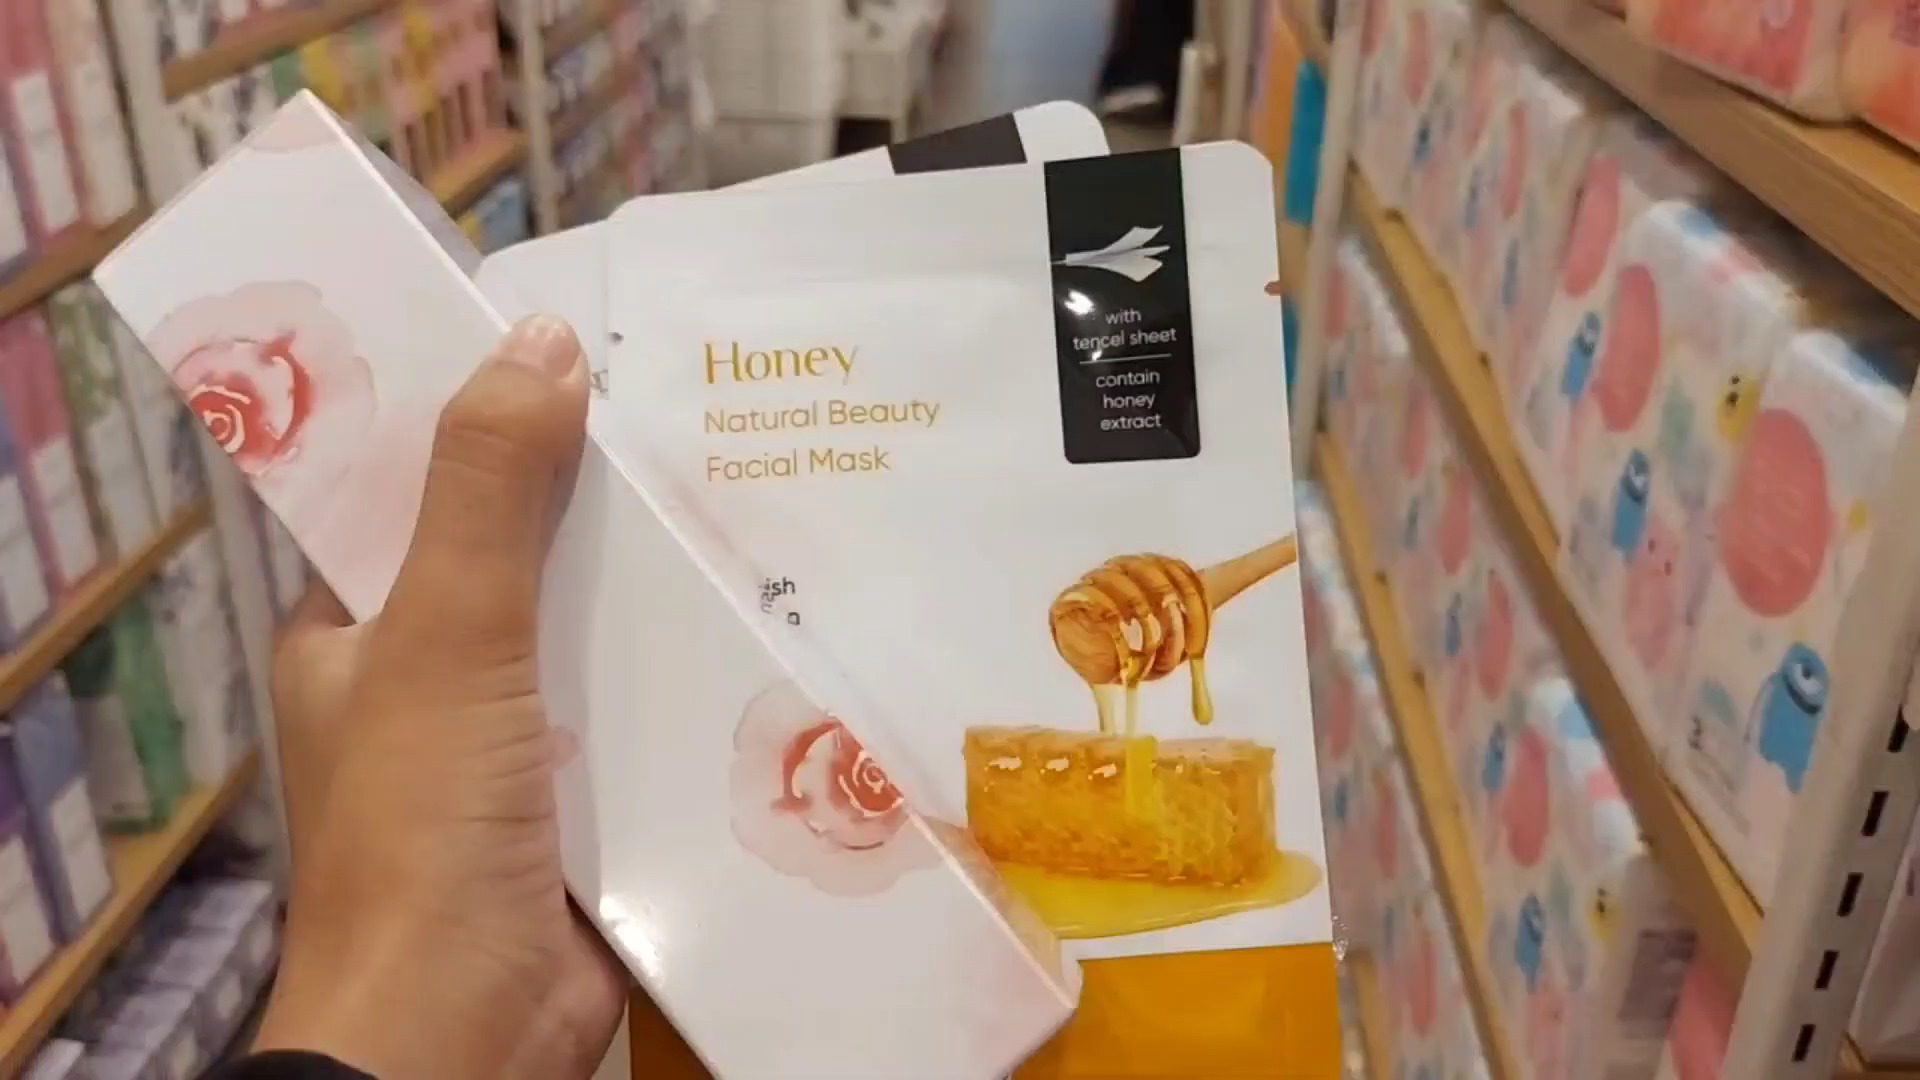 Honey
Natural Beauty
Facial Mask
with
tencel sheet
contain
honey
extract